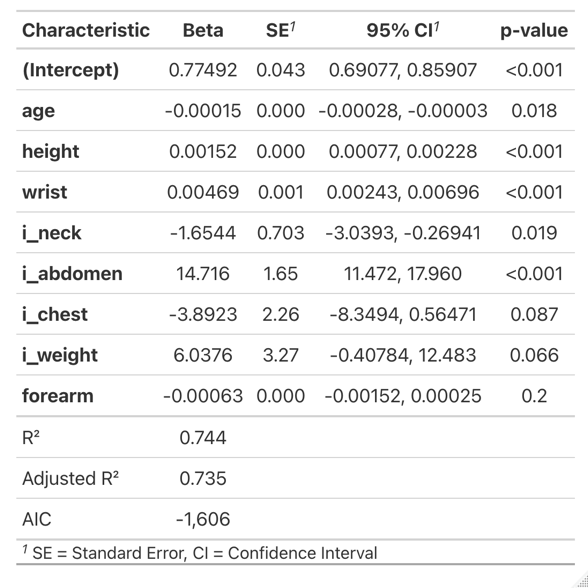 Characteristic Beta SE¹ 95% CI¹ p-value
(Intercept) 0.77492 0.043 0.69077, 0.85907 <0.001
age -0.00015 0.000 -0.00028, -0.00003 0.018
height 0.00152 0.000 0.00077, 0.00228 <0.001
wrist 0.00469 0.001 0.00243, 0.00696 <0.001
i_neck -1.6544 0.703 -3.0393, -0.26941 0.019
i_abdomen 14.716 1.65 11.472, 17.960 <0.001
i_chest -3.8923 2.26 -8.3494, 0.56471 0.087
i_weight 6.0376 3.27 -0.40784, 12.483 0.066
forearm -0.00063 0.000 -0.00152, 0.00025 0.2
R² 0.744
Adjusted R² 0.735
AIC -1,606
¹ SE = Standard Error, CI = Confidence Interval